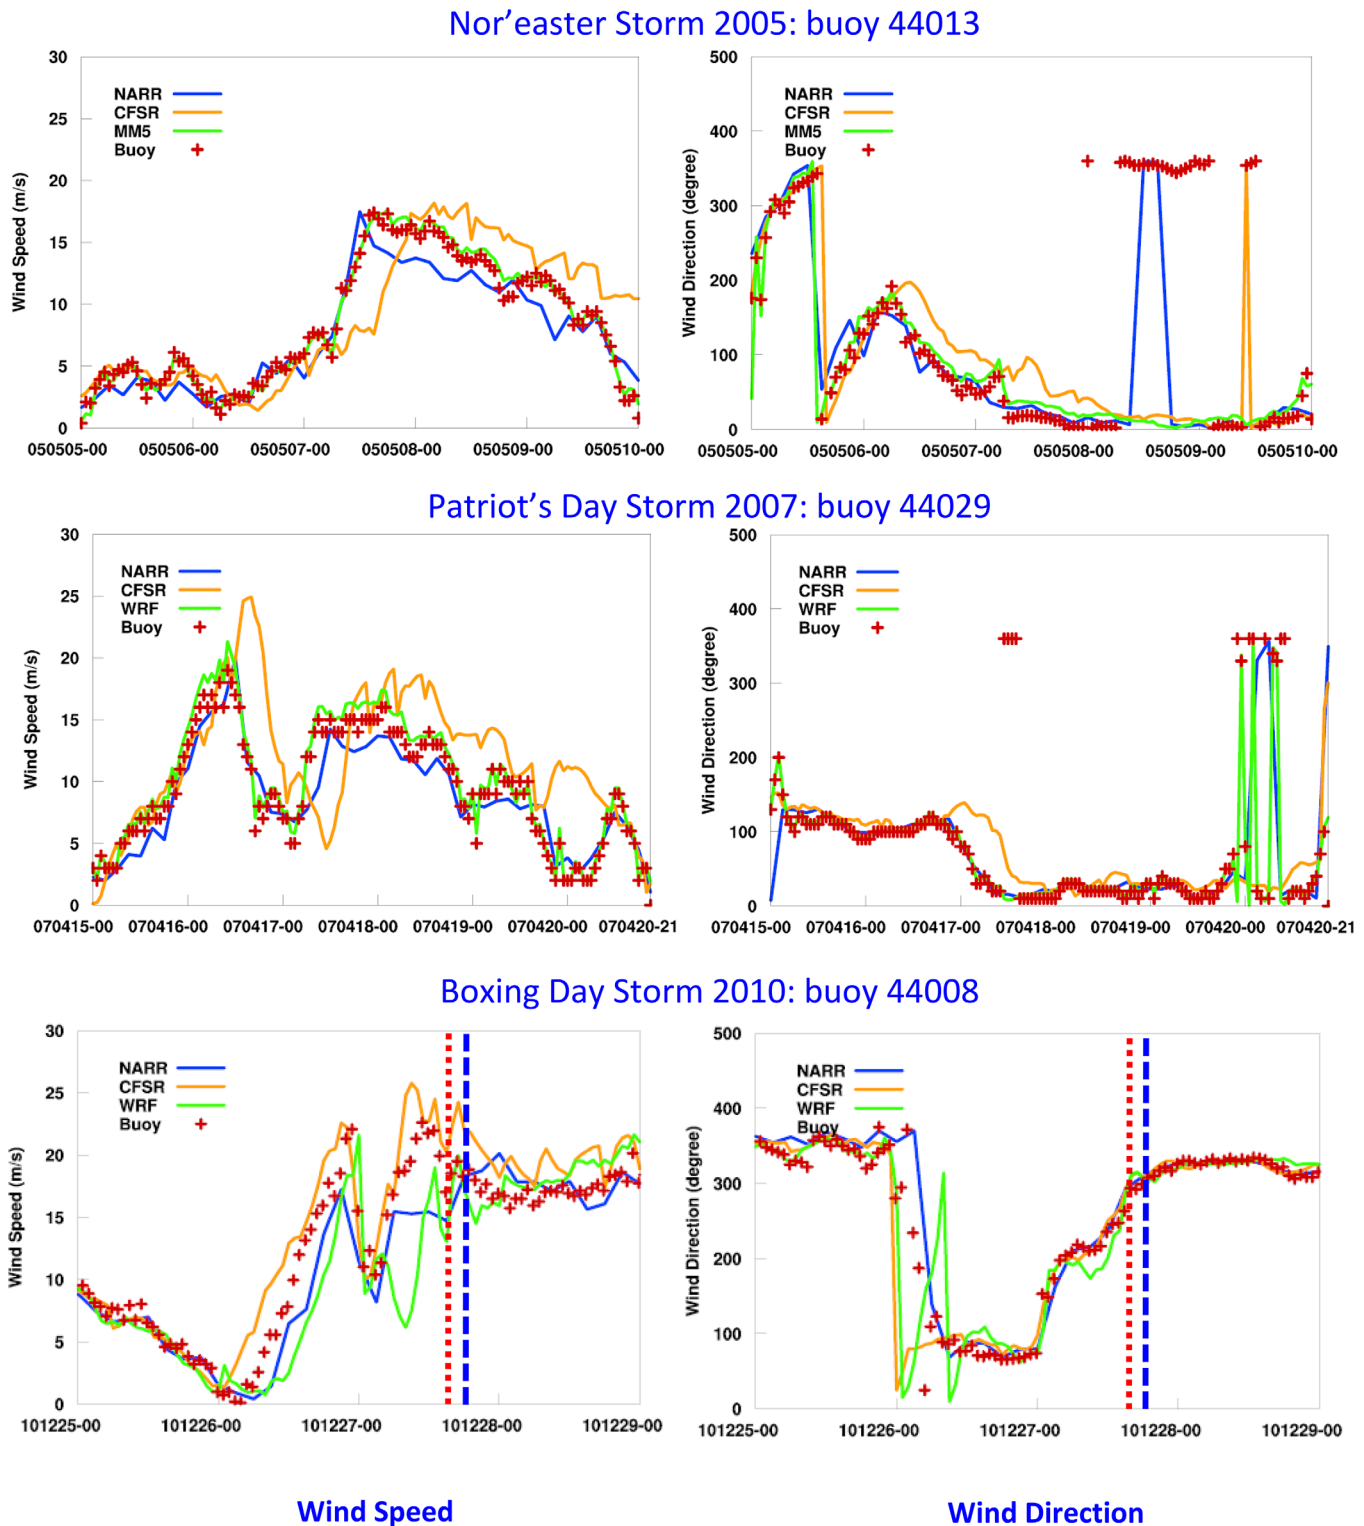 Nor’easter Storm 2005: buoy 44013
30
25
20
15
10
5
0
Wind Speed (m/s)
NARR
CFSR
MM5
Buoy
050505-00 050506-00 050507-00 050508-00 050509-00 050510-00
500
400
300
200
100
0
Wind Direction (degree)
NARR
CFSR
MM5
Buoy
050505-00 050506-00 050507-00 050508-00 050509-00 050510-00
Patriot’s Day Storm 2007: buoy 44029
30
25
20
15
10
5
0
Wind Speed (m/s)
NARR
CFSR
WRF
Buoy
070415-00 070416-00 070417-00 070418-00 070419-00 070420-00 070420-21
500
400
300
200
100
0
Wind Direction (degree)
NARR
CFSR
WRF
Buoy
070415-00 070416-00 070417-00 070418-00 070419-00 070420-00 070420-21
Boxing Day Storm 2010: buoy 44008
30
25
20
15
10
5
0
Wind Speed (m/s)
NARR
CFSR
WRF
Buoy
101225-00 101226-00 101227-00 101228-00 101229-00
500
400
300
200
100
0
Wind Direction (degree)
NARR
CFSR
WRF
Buoy
101225-00 101226-00 101227-00 101228-00 101229-00
Wind Speed
Wind Direction